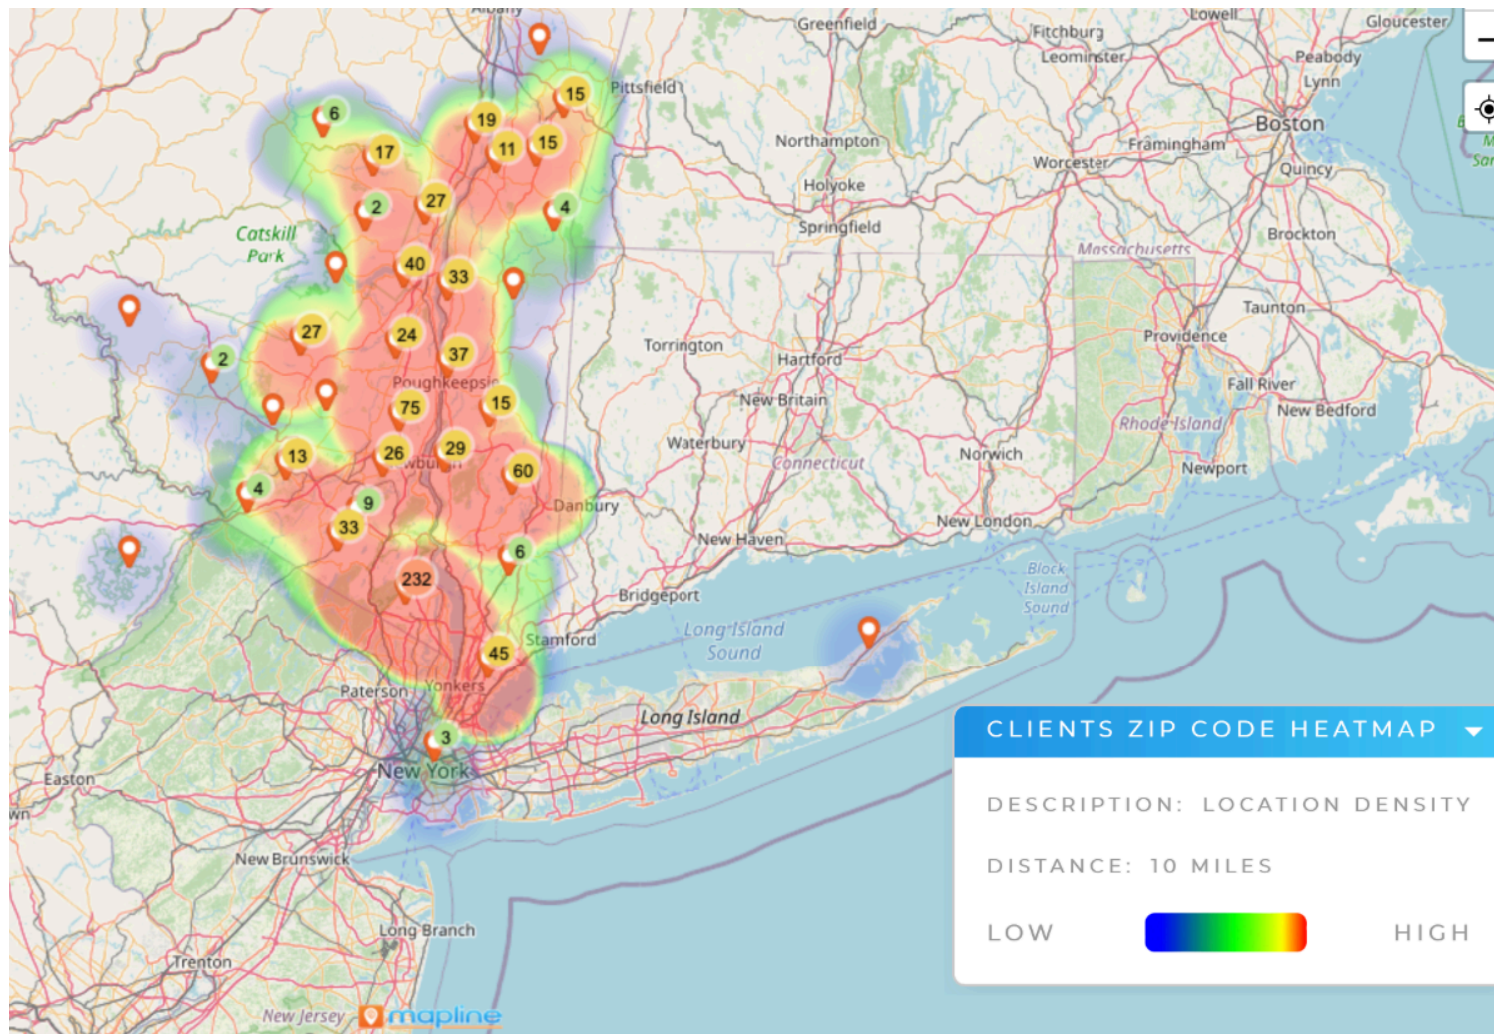 Albany
Greenfield
Fitchburg
Lowell
Gloucester
Leominster
Peabody
Lynn
Pittsfield
15
6
19
Boston
17
11
15
Northampton
Framingham
Worcester
Quincy
Holyoke
2
27
4
Springfield
Brockton
Catskill
Park
Massachusetts
40
33
Taunton
27
24
Providence
Torrington
37
Hartford
2
Poughkeepsie
Fall River
75
15
New Britain
New Bedford
Rhode Island
Waterbury
13
26
29
Norwich
60
Connecticut
Newport
4
9
Danbury
33
New London
New Haven
6
232
Block
Island
Sound
Bridgeport
Long Island
Sound
Stamford
45
Paterson
Yonkers
Long Island
3
New York
Easton
CLIENTS ZIP CODE HEATMAP
DESCRIPTION: LOCATION DENSITY
DISTANCE: 10 MILES
LOW
HIGH
New Brunswick
Long Branch
Trenton
New Jersey
mapline